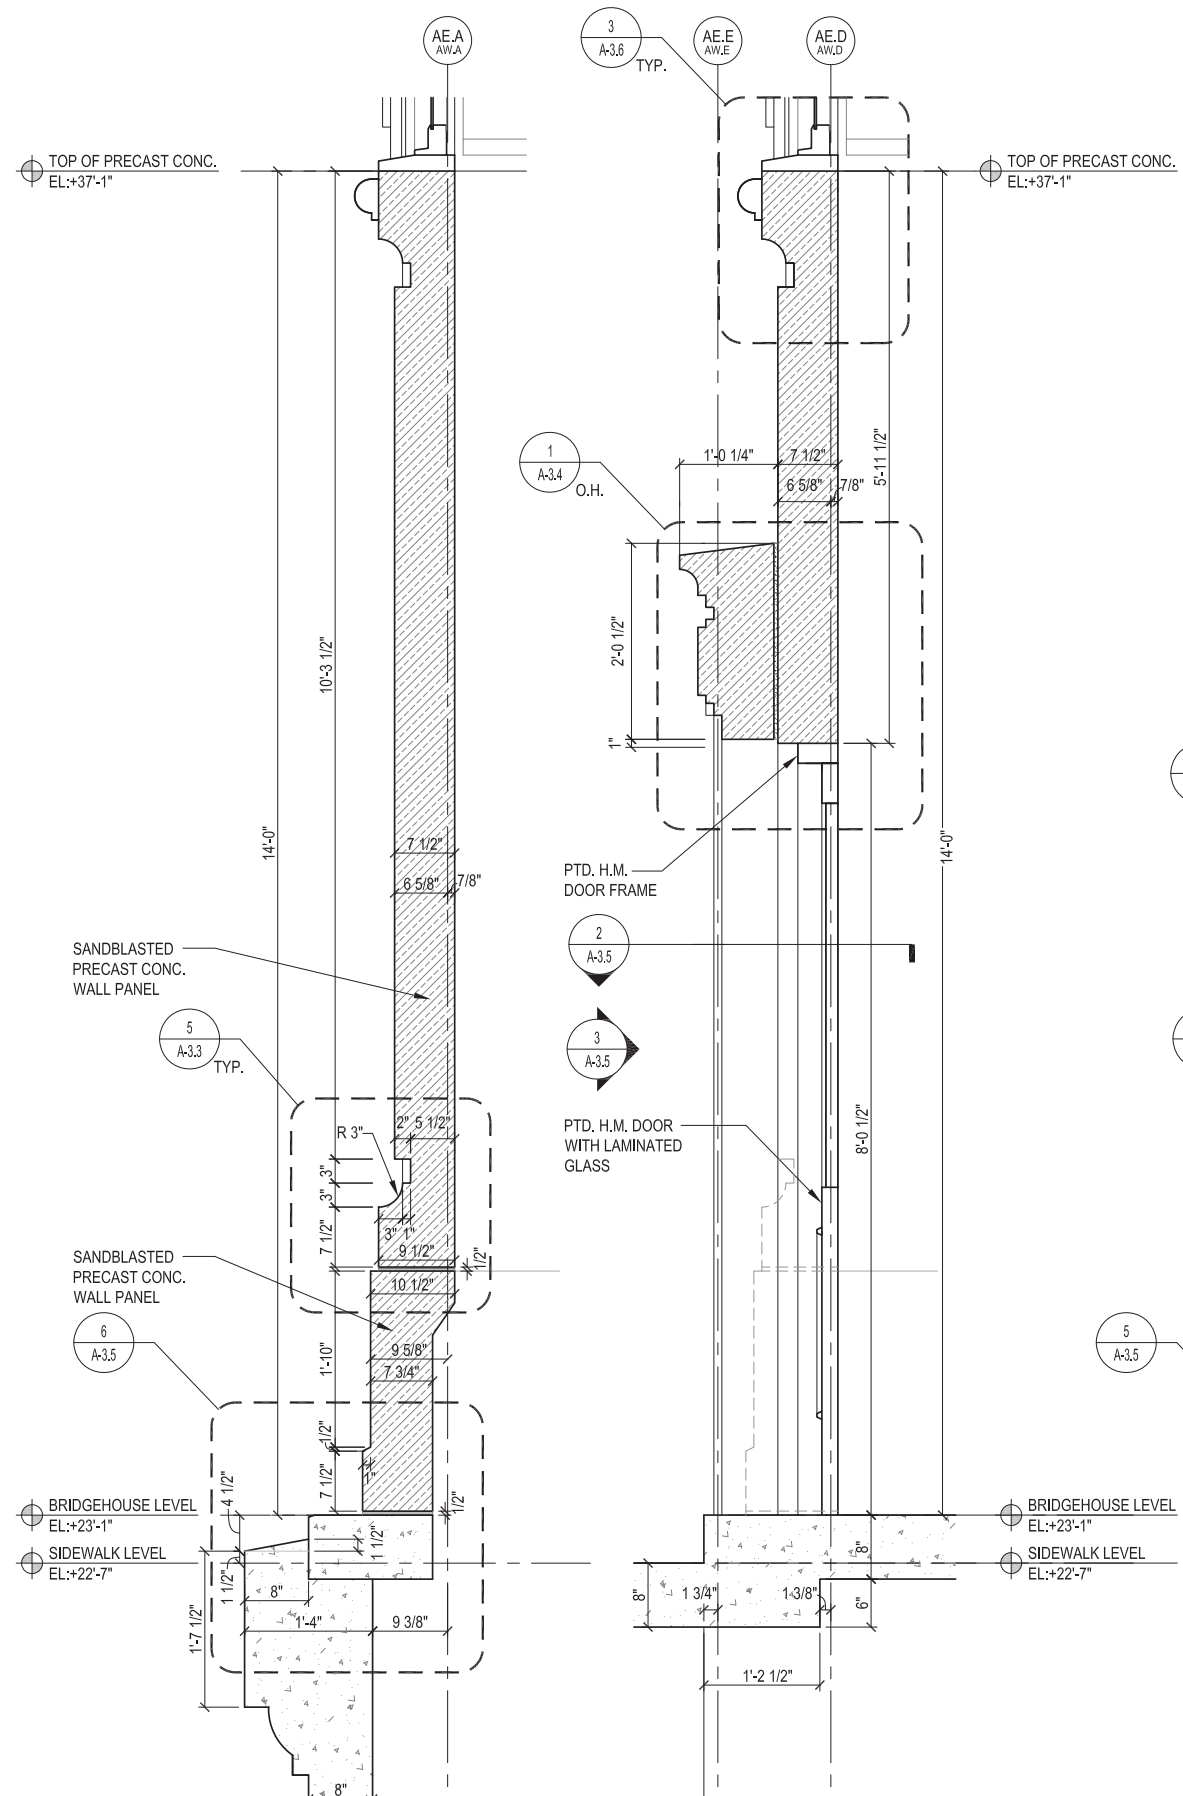 AE.A
AW.A
3
A-3.6
TYP.
AE.E
AW.E
AE.D
AW.D
TOP OF PRECAST CONC.
EL:+37'-1"
TOP OF PRECAST CONC.
EL:+37'-1"
1
A-3.4
O.H.
1'-0 1/4"
7 1/2"
6 5/8"
7/8"
5'-11 1/2"
2'-0 1/2"
1"
10'-3 1/2"
14'-0"
14'-0"
7 1/2"
6 5/8"
7/8"
PTD. H.M.
DOOR FRAME
2
A-3.5
SANDBLASTED
PRECAST CONC.
WALL PANEL
5
A-3.3
TYP.
3
A-3.5
R 3"
2"
5 1/2"
3"
3"
7 1/2"
3"
1"
9 1/2"
1/2"
PTD. H.M. DOOR
WITH LAMINATED
GLASS
8'-0 1/2"
SANDBLASTED
PRECAST CONC.
WALL PANEL
10 1/2"
6
A-3.5
5
A-3.5
9 5/8"
7 3/4"
1'-10"
1/2"
7 1/2"
1"
1/2"
4 1/2"
BRIDGEHOUSE LEVEL
EL:+23'-1"
SIDEWALK LEVEL
EL:+22'-7"
1 1/2"
1 1/2"
8"
1'-4"
9 3/8"
1'-7 1/2"
8"
BRIDGEHOUSE LEVEL
EL:+23'-1"
SIDEWALK LEVEL
EL:+22'-7"
8"
8"
1 3/4"
1 3/8"
6"
1'-2 1/2"